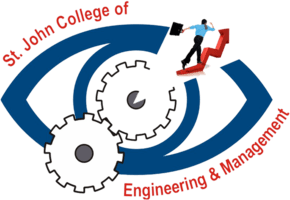 St. John College of
Engineering & Management